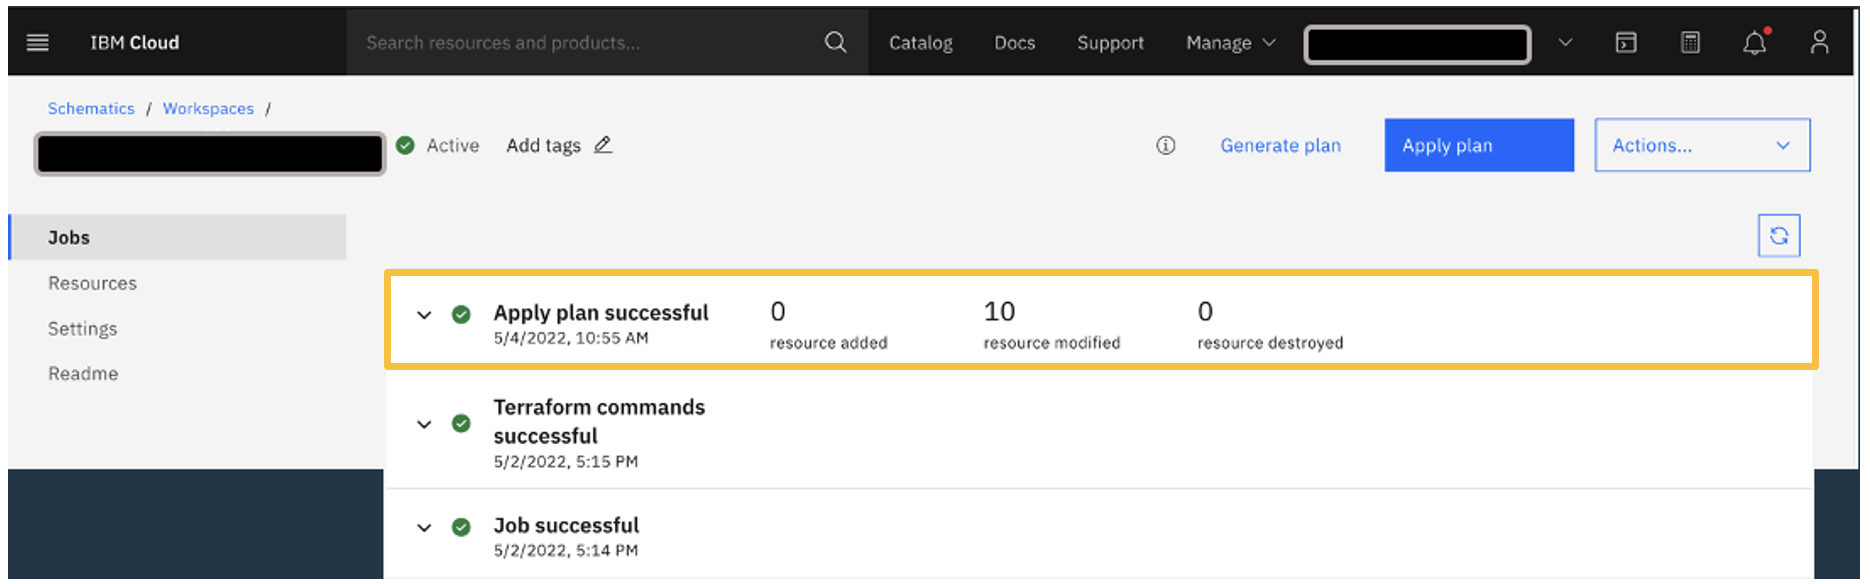 IBM Cloud
Search resources and products...
Catalog
Docs
Support
Manage
Schematics / Workspaces /
Active
Add tags
Generate plan
Apply plan
Actions...
Jobs
Resources
Settings
Readme
Apply plan successful
5/4/2022, 10:55 AM
0
resource added
10
resource modified
0
resource destroyed
Terraform commands
successful
5/2/2022, 5:15 PM
Job successful
5/2/2022, 5:14 PM